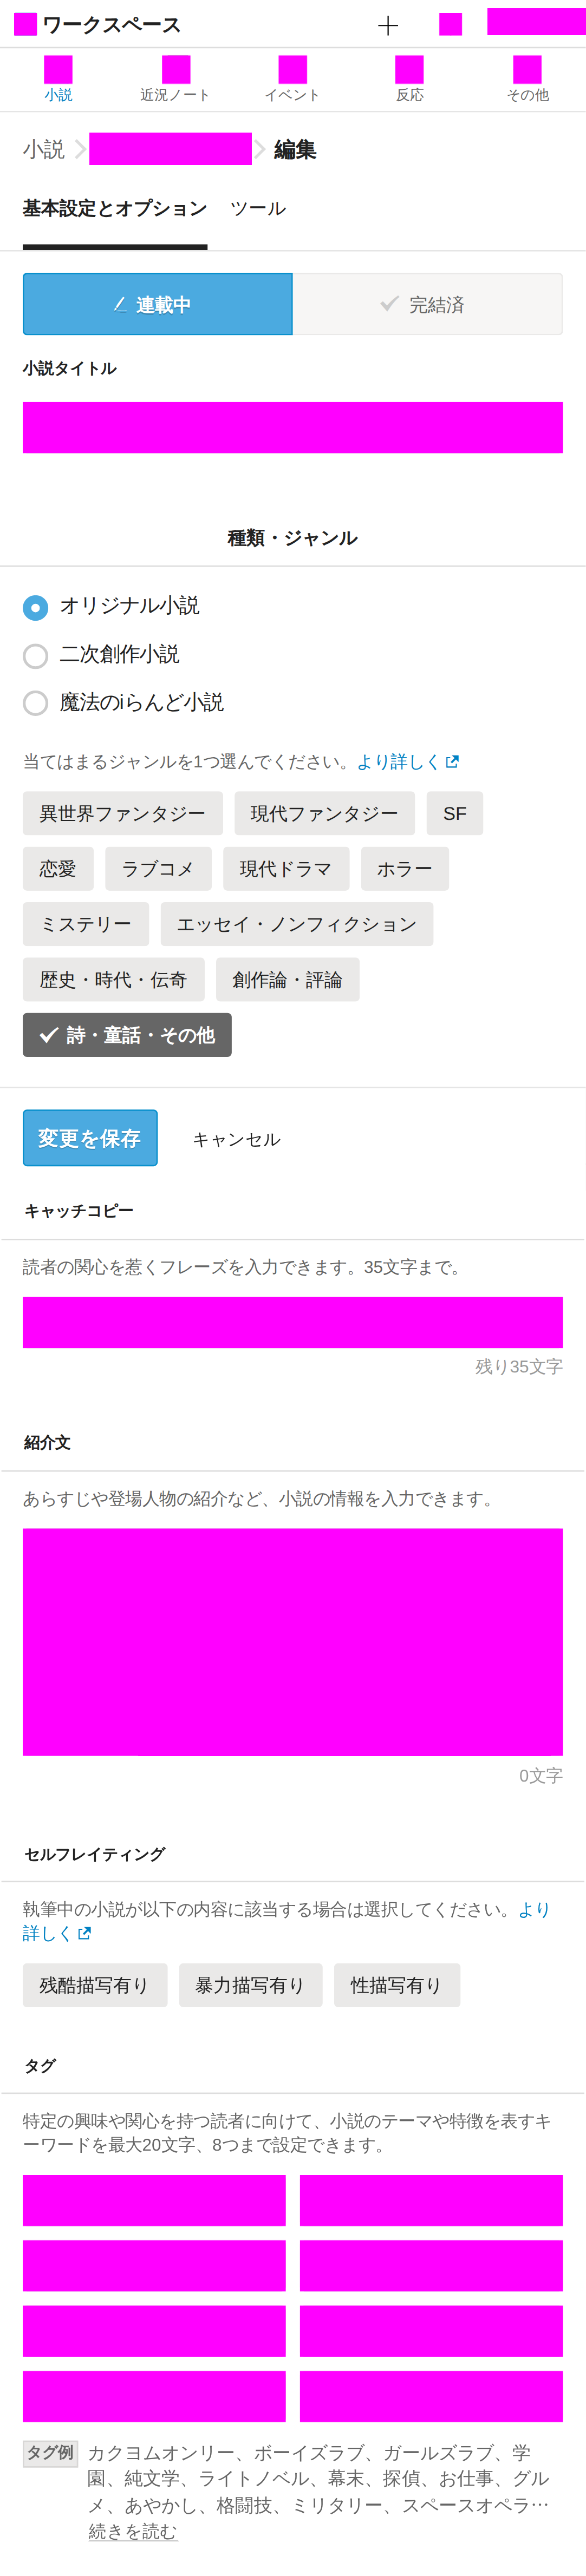 ワークスペース
小説
近況ノート
イベント
反応
その他
小説 編集
基本設定とオプション ツール
連載中 完結済
小説タイトル
種類・ジャンル
オリジナル小説
二次創作小説
魔法のiらんど小説
当てはまるジャンルを1つ選んでください。より詳しく
異世界ファンタジー 現代ファンタジー SF
恋愛 ラブコメ 現代ドラマ ホラー
ミステリー エッセイ・ノンフィクション
歴史・時代・伝奇 創作論・評論
詩・童話・その他
変更を保存 キャンセル
キャッチコピー
読者の関心を惹くフレーズを入力できます。35文字まで。
残り35文字
紹介文
あらすじや登場人物の紹介など、小説の情報を入力できます。
0文字
セルフレイティング
執筆中の小説が以下の内容に該当する場合は選択してください。より
詳しく
残酷描写有り 暴力描写有り 性描写有り
タグ
特定の興味や関心を持つ読者に向けて、小説のテーマや特徴を表すキ
ーワードを最大20文字、8つまで設定できます。
タグ例 カクヨムオンリー、ボーイズラブ、ガールズラブ、学
園、純文学、ライトノベル、幕末、探偵、お仕事、グル
メ、あやかし、格闘技、ミリタリー、スペースオペラ…
続きを読む